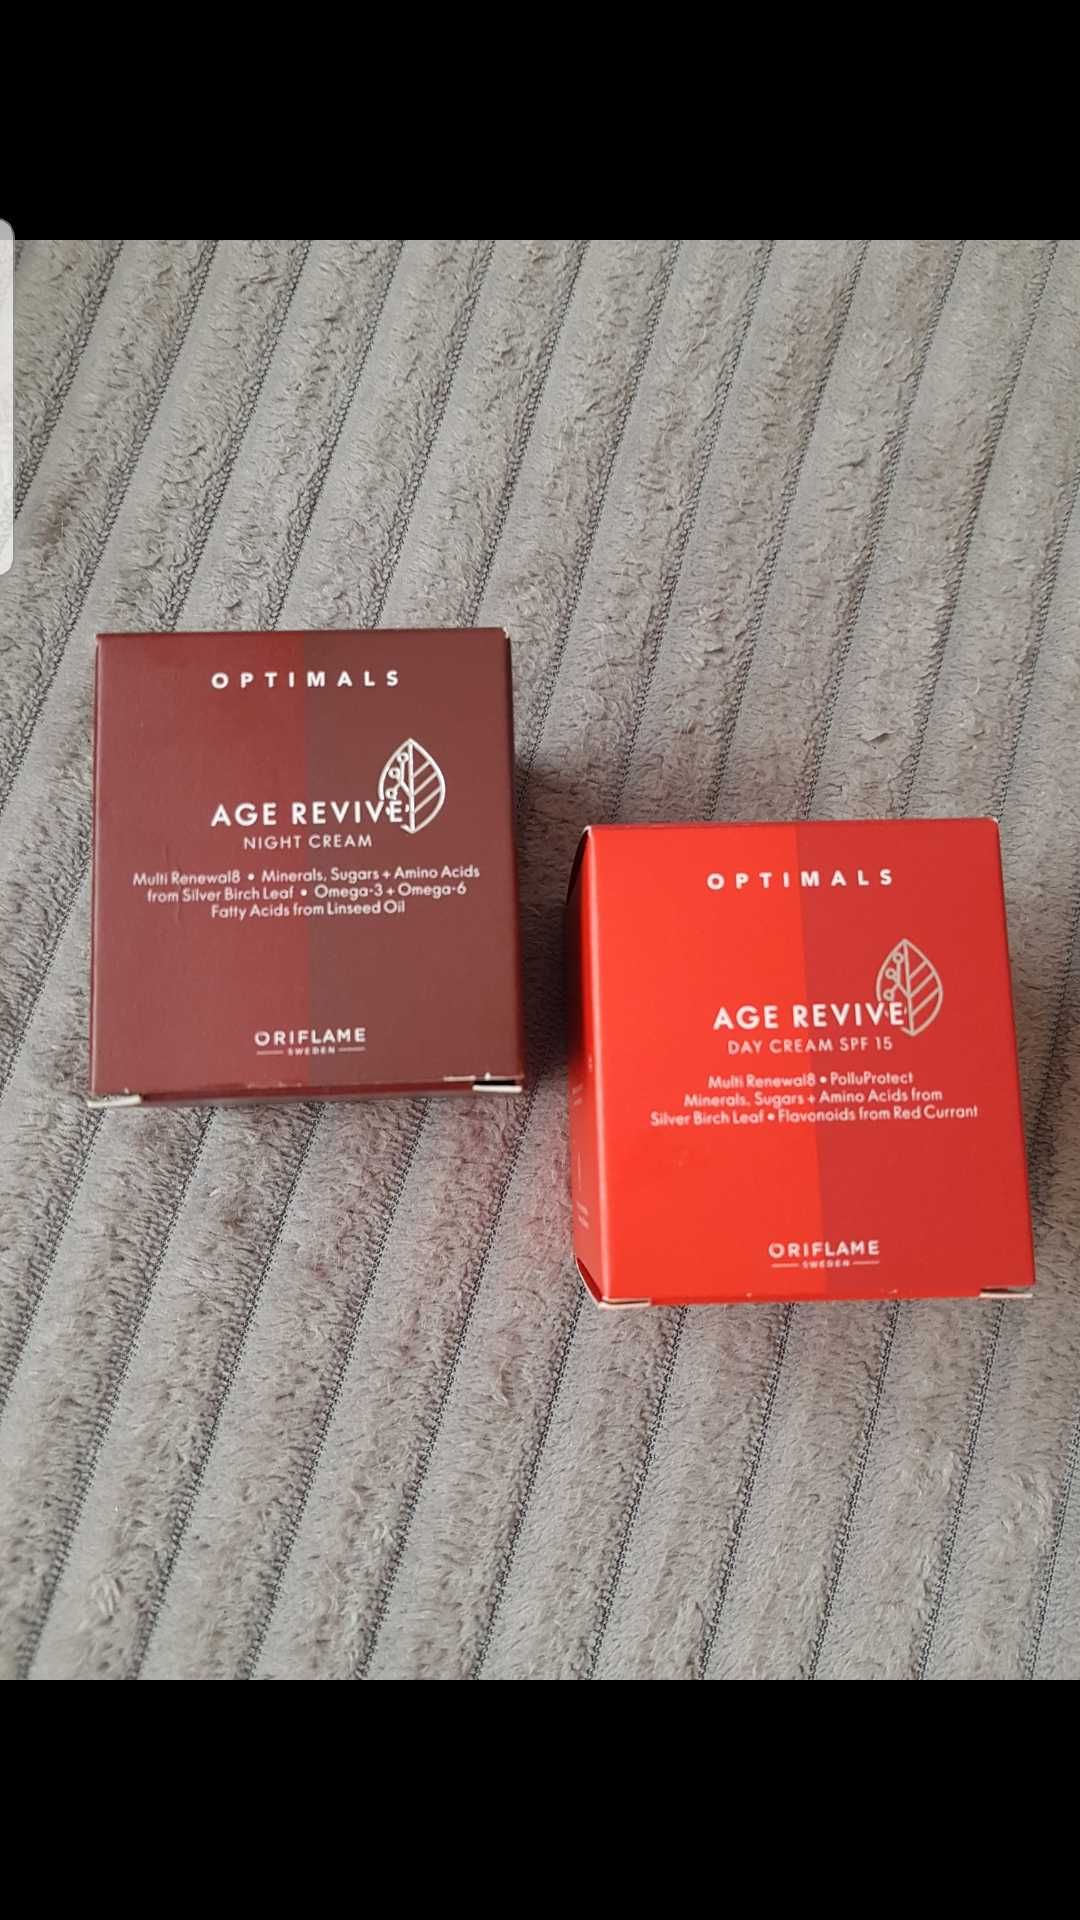 OPTIMALS
AGE REVIVE
NIGHT CREAM
Multi Renewal8 • Minerals, Sugars + Amino Acids
from Silver Birch Leaf • Omega-3 + Omega-6
Fatty Acids from Linseed Oil
ORIFLAME
SWEDEN
OPTIMALS
AGE REVIVE
DAY CREAM SPF 15
Multi Renewal8 • PolluProtect
Minerals, Sugars + Amino Acids from
Silver Birch Leaf • Flavonoids from Red Currant
ORIFLAME
SWEDEN